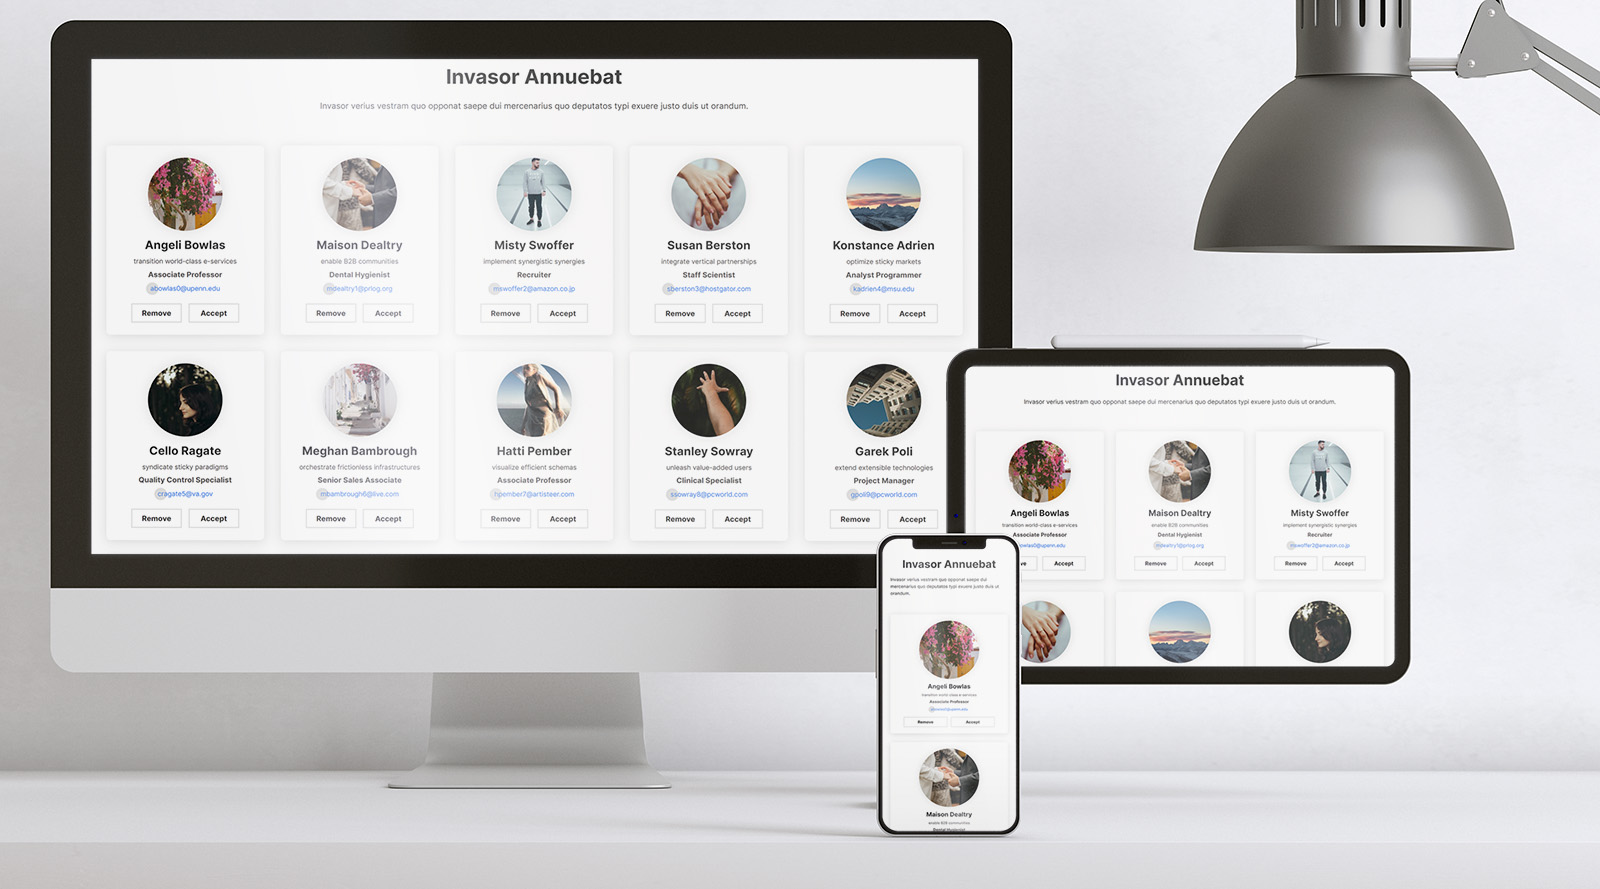 Invasor Annuebat
Invasor verius vestram quo opponat saepe dui mercenarius quo deputatos typi exuere justo duis ut orandum.
Angeli Bowlas
transition world-class e-services
Associate Professor
abowlas0@upenn.edu
Remove Accept
Maison Dealtry
enable B2B communities
Dental Hygienist
mdealtry1@prlog.org
Remove Accept
Misty Swoffer
implement synergistic synergies
Recruiter
mswoffer2@amazon.co.jp
Remove Accept
Susan Berston
integrate vertical partnerships
Staff Scientist
sberston3@hostgator.com
Remove Accept
Konstance Adrien
optimize sticky markets
Analyst Programmer
kadrien4@msu.edu
Remove Accept
Cello Ragate
syndicate sticky paradigms
Quality Control Specialist
cragate5@va.gov
Remove Accept
Meghan Bambrough
orchestrate frictionless infrastructures
Senior Sales Associate
mbambrough6@live.com
Remove Accept
Hatti Pember
visualize efficient schemas
Associate Professor
hpember7@artisteer.com
Remove Accept
Stanley Sowray
unleash value-added users
Clinical Specialist
ssowray8@pcworld.com
Remove Accept
Garek Poli
extend extensible technologies
Project Manager
gpoli9@pcworld.com
Remove Accept
Invasor Annuebat
Invasor verius vestram quo opponat saepe dui mercenarius quo deputatos typi exuere justo duis ut orandum.
Angeli Bowlas
transition world-class e-services
Associate Professor
bowlas0@upenn.edu
ve Accept
Maison Dealtry
enable B2B communities
Dental Hygienist
mdealtry1@prlog.org
Remove Accept
Misty Swoffer
implement synergistic synergies
Recruiter
mswoffer2@amazon.co.jp
Remove Accept
Invasor Annuebat
Invasor verius vestram quo opponat saepe dui
mercenarius quo deputatos typi exuere justo duis ut
orandum.
Angeli Bowlas
transition world-class e-services
Associate Professor
abowlas0@upenn.edu
Remove Accept
Maison Dealtry
enable B2B communities
Dental Hygienist